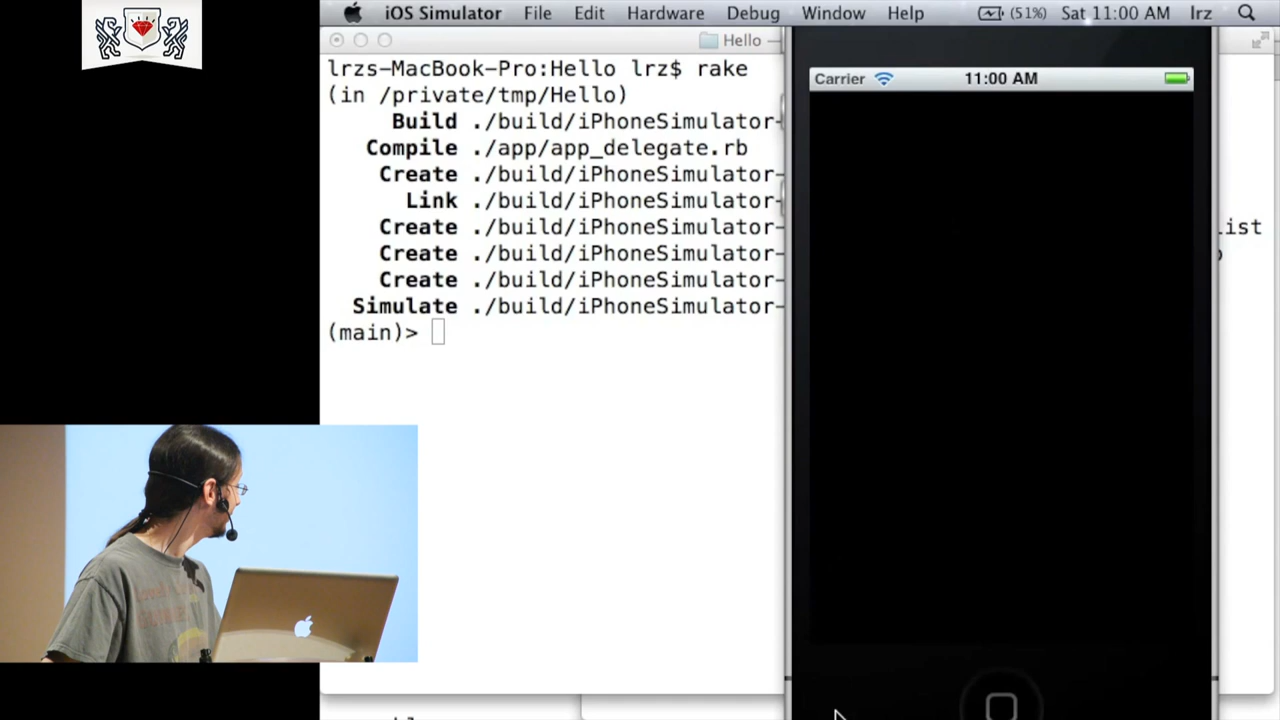 iOS Simulator File Edit Hardware Debug Window Help (51%) Sat 11:00 AM lrz
Hello —
lrzs-MacBook-Pro:Hello lrz$ rake
(in /private/tmp/Hello)
Build ./build/iPhoneSimulator-
Compile ./app/app_delegate.rb
Create ./build/iPhoneSimulator-
Link ./build/iPhoneSimulator-
Create ./build/iPhoneSimulator-
Create ./build/iPhoneSimulator-
Create ./build/iPhoneSimulator-
Simulate ./build/iPhoneSimulator-
(main)>
Carrier 11:00 AM
list